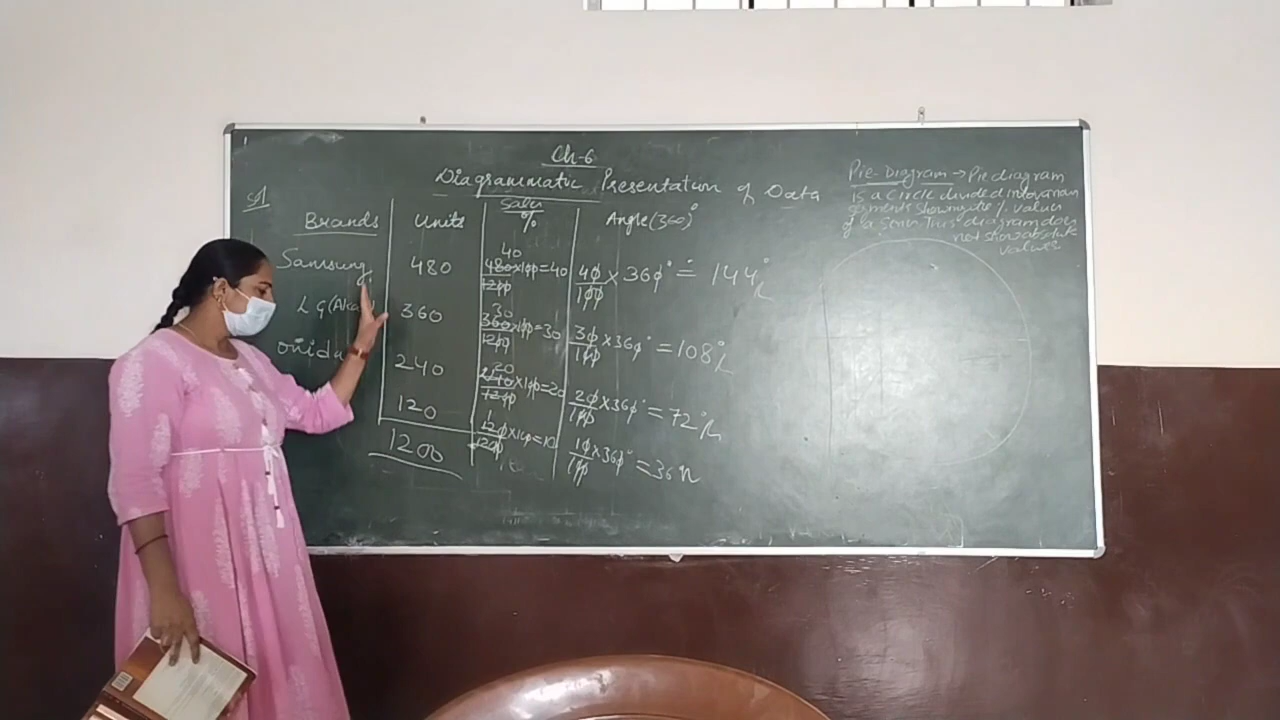 Ch-6
Diagrammatic Presentation of Data
Q1
Brands Units Sales % Angle (360)°
Samsung 480 480/1200 x 100 = 40 40/100 x 360° = 144°
LG 360 360/1200 x 100 = 30 30/100 x 360° = 108°
Onida 240 240/1200 x 100 = 20 20/100 x 360° = 72°
120 120/1200 x 100 = 10 10/100 x 360° = 36
1200
Pie-Diagram → Pie diagram
is a circle divided into various
segments showing the % values
of a series. This diagram does
not show absolute
values